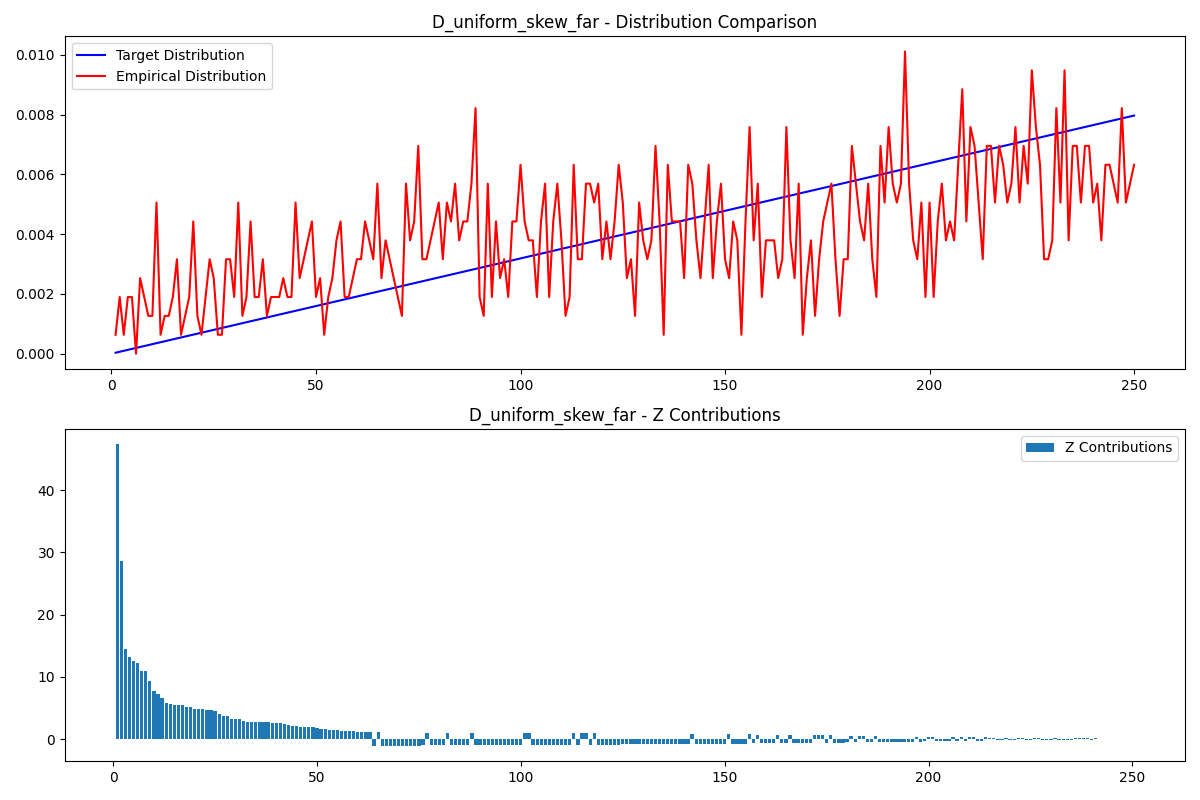 D_uniform_skew_far - Distribution Comparison
Target Distribution
Empirical Distribution
0.010
0.008
0.006
0.004
0.002
0.000
0 50 100 150 200 250
D_uniform_skew_far - Z Contributions
Z Contributions
40
30
20
10
0
0 50 100 150 200 250